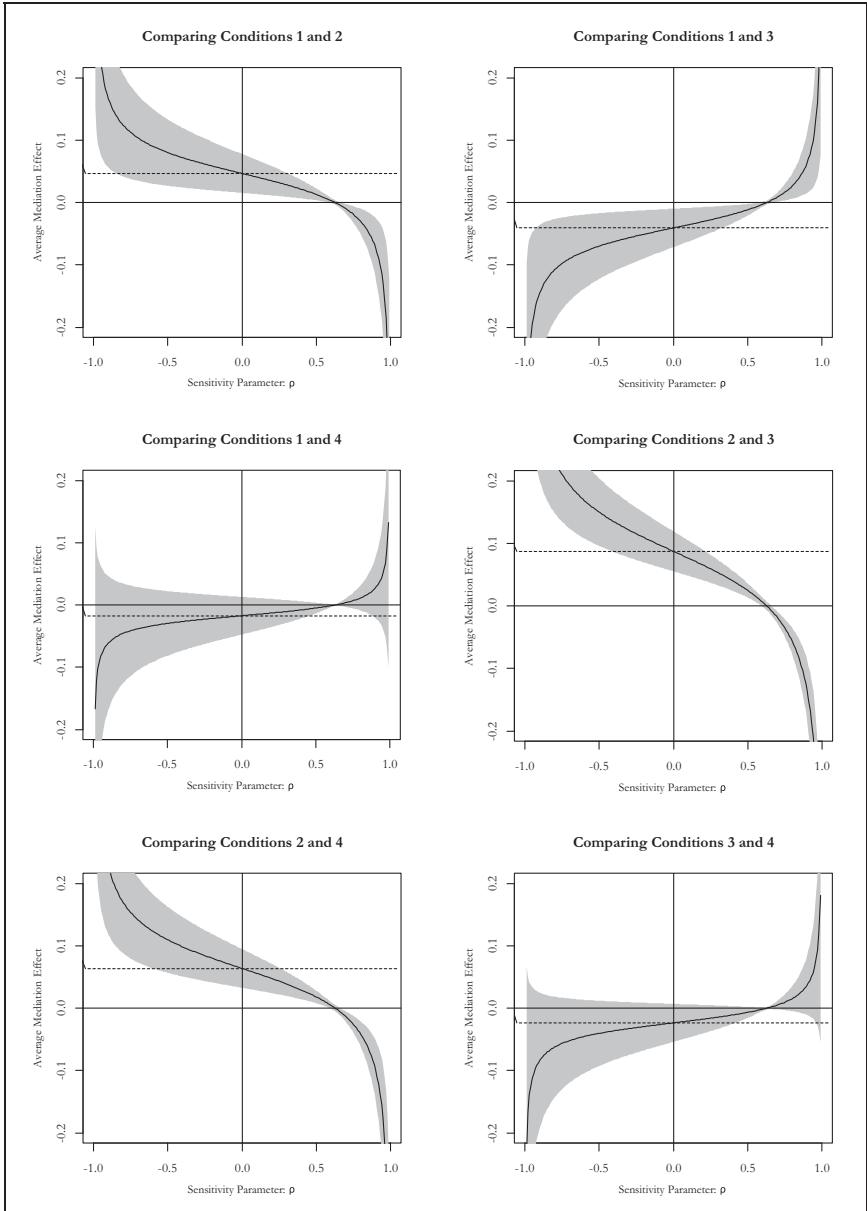 Comparing Conditions 1 and 2
Average Mediation Effect
0.2
0.1
0.0
-0.1
-0.2
-1.0 -0.5 0.0 0.5 1.0
Sensitivity Parameter: ρ
Comparing Conditions 1 and 3
Average Mediation Effect
0.2
0.1
0.0
-0.1
-0.2
-1.0 -0.5 0.0 0.5 1.0
Sensitivity Parameter: ρ
Comparing Conditions 1 and 4
Average Mediation Effect
0.2
0.1
0.0
-0.1
-0.2
-1.0 -0.5 0.0 0.5 1.0
Sensitivity Parameter: ρ
Comparing Conditions 2 and 3
Average Mediation Effect
0.2
0.1
0.0
-0.1
-0.2
-1.0 -0.5 0.0 0.5 1.0
Sensitivity Parameter: ρ
Comparing Conditions 2 and 4
Average Mediation Effect
0.2
0.1
0.0
-0.1
-0.2
-1.0 -0.5 0.0 0.5 1.0
Sensitivity Parameter: ρ
Comparing Conditions 3 and 4
Average Mediation Effect
0.2
0.1
0.0
-0.1
-0.2
-1.0 -0.5 0.0 0.5 1.0
Sensitivity Parameter: ρ